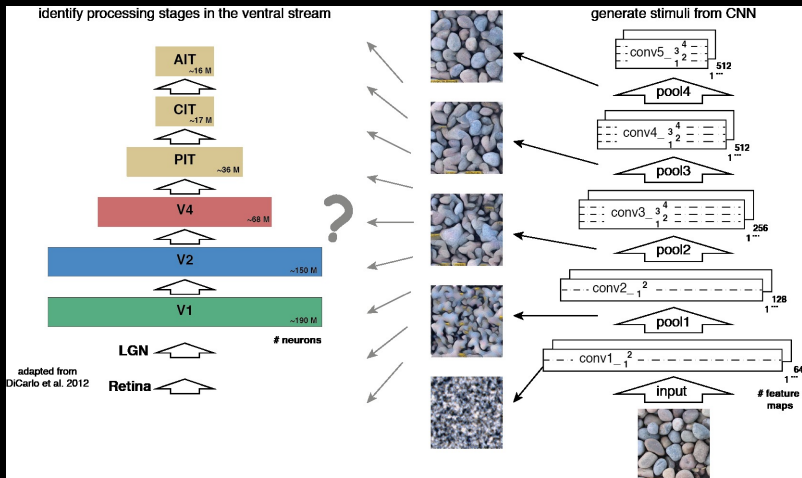 identify processing stages in the ventral stream
AIT
~16 M
CIT
~17 M
PIT
~36 M
V4
~68 M
V2
~150 M
V1
~190 M
# neurons
LGN
Retina
adapted from
DiCarlo et al. 2012
?
generate stimuli from CNN
conv5_ 1 2 3 4
1 ... 512
pool4
conv4_ 1 2 3 4
1 ... 512
pool3
conv3_ 1 2 3 4
1 ... 256
pool2
conv2_ 1 2
1 ... 128
pool1
conv1_ 1 2
1 ... 64
# feature
maps
input